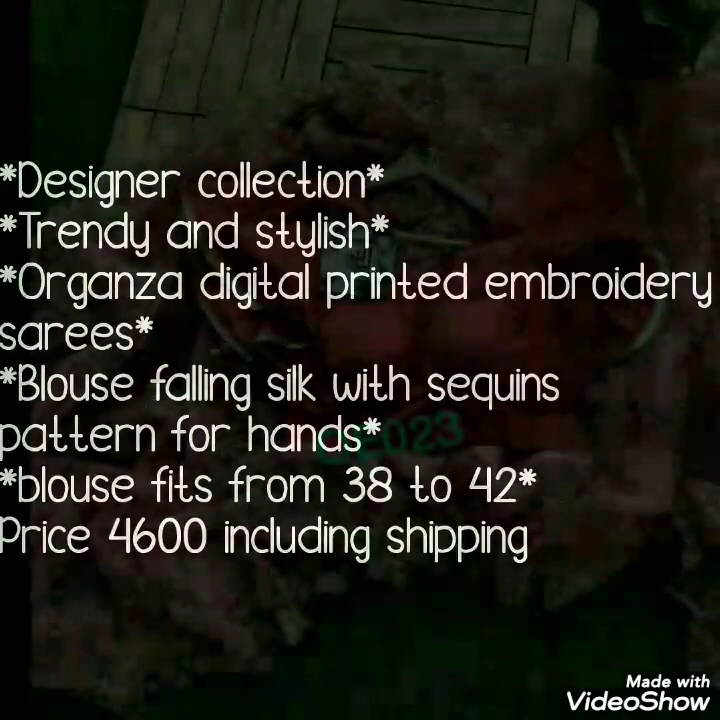 *Designer collection*
*Trendy and stylish*
*Organza digital printed embroidery
sarees*
*Blouse falling silk with sequins
pattern for hands*
*blouse fits from 38 to 42*
Price 4600 including shipping
Made with
VideoShow